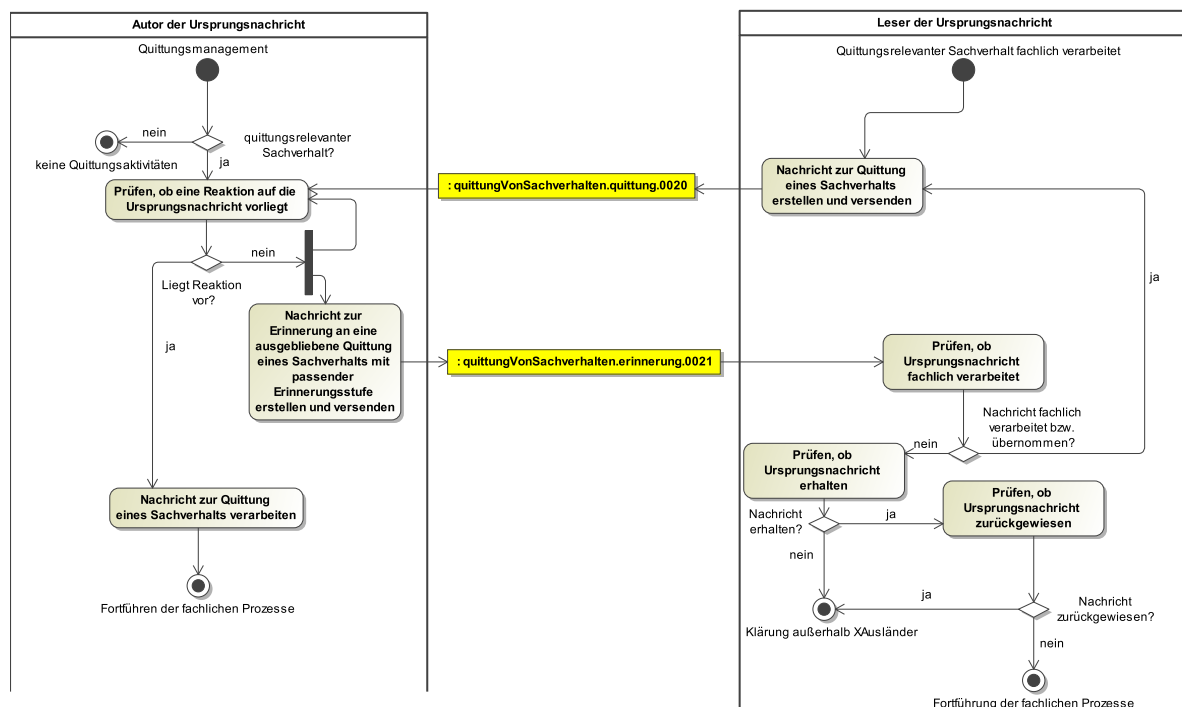 Autor der Ursprungsnachricht
Quittungsmanagement
nein
quittungsrelevanter
Sachverhalt?
keine Quittungsaktivitäten
ja
Prüfen, ob eine Reaktion auf die
Ursprungsnachricht vorliegt
nein
Liegt Reaktion
vor?
ja
Nachricht zur
Erinnerung an eine
ausgebliebene Quittung
eines Sachverhalts mit
passender
Erinnerungsstufe
erstellen und versenden
Nachricht zur Quittung
eines Sachverhalts verarbeiten
Fortführen der fachlichen Prozesse
: quittungVonSachverhalten.quittung.0020
: quittungVonSachverhalten.erinnerung.0021
Leser der Ursprungsnachricht
Quittungsrelevanter Sachverhalt fachlich verarbeitet
Nachricht zur Quittung
eines Sachverhalts
erstellen und versenden
ja
Prüfen, ob
Ursprungsnachricht
fachlich verarbeitet
Nachricht fachlich
verarbeitet bzw.
übernommen?
nein
Prüfen, ob
Ursprungsnachricht
erhalten
Nachricht
erhalten?
ja
Prüfen, ob
Ursprungsnachricht
zurückgewiesen
nein
ja
Nachricht
zurückgewiesen?
Klärung außerhalb XAusländer
nein
Fortführung der fachlichen Prozesse